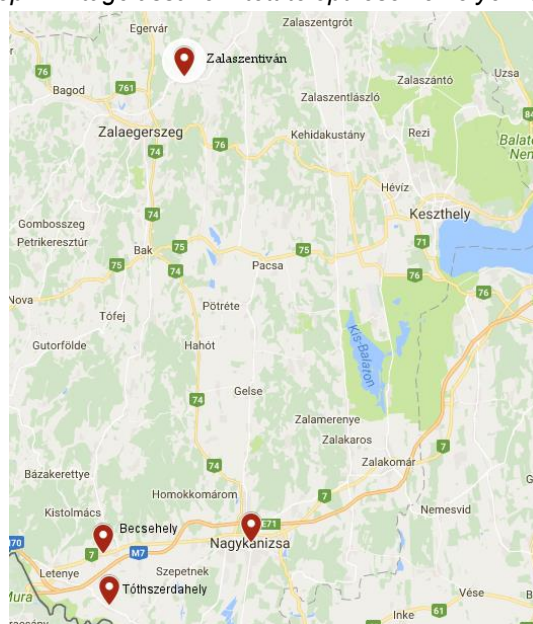 Egervár
Zalaszentgrót
Zalaszentiván
76
Bagod
761
Zalaszántó
Uzsa
Zalaszentlászló
84
Zalaegerszeg
Kehidakustány
Rezi
74
76
Hévíz
Keszthely
74
Gombosszeg
Petrikeresztúr
71
Bak
75
75
75
74
Pacsa
76
76
Nova
Pötréte
Tófej
Kis-Balaton
Gutorfölde
Hahót
Gelse
74
Zalamerenye
Zalakaros
7
Zalakomár
74
Bázakerettye
Homokkomárom
7
Nemesvid
Kistolmács
Becsehely
E71
70
7
M7
Nagykanizsa
Letenye
Szepetnek
Tóthszerdahely
Mura
Vése
Inke
61